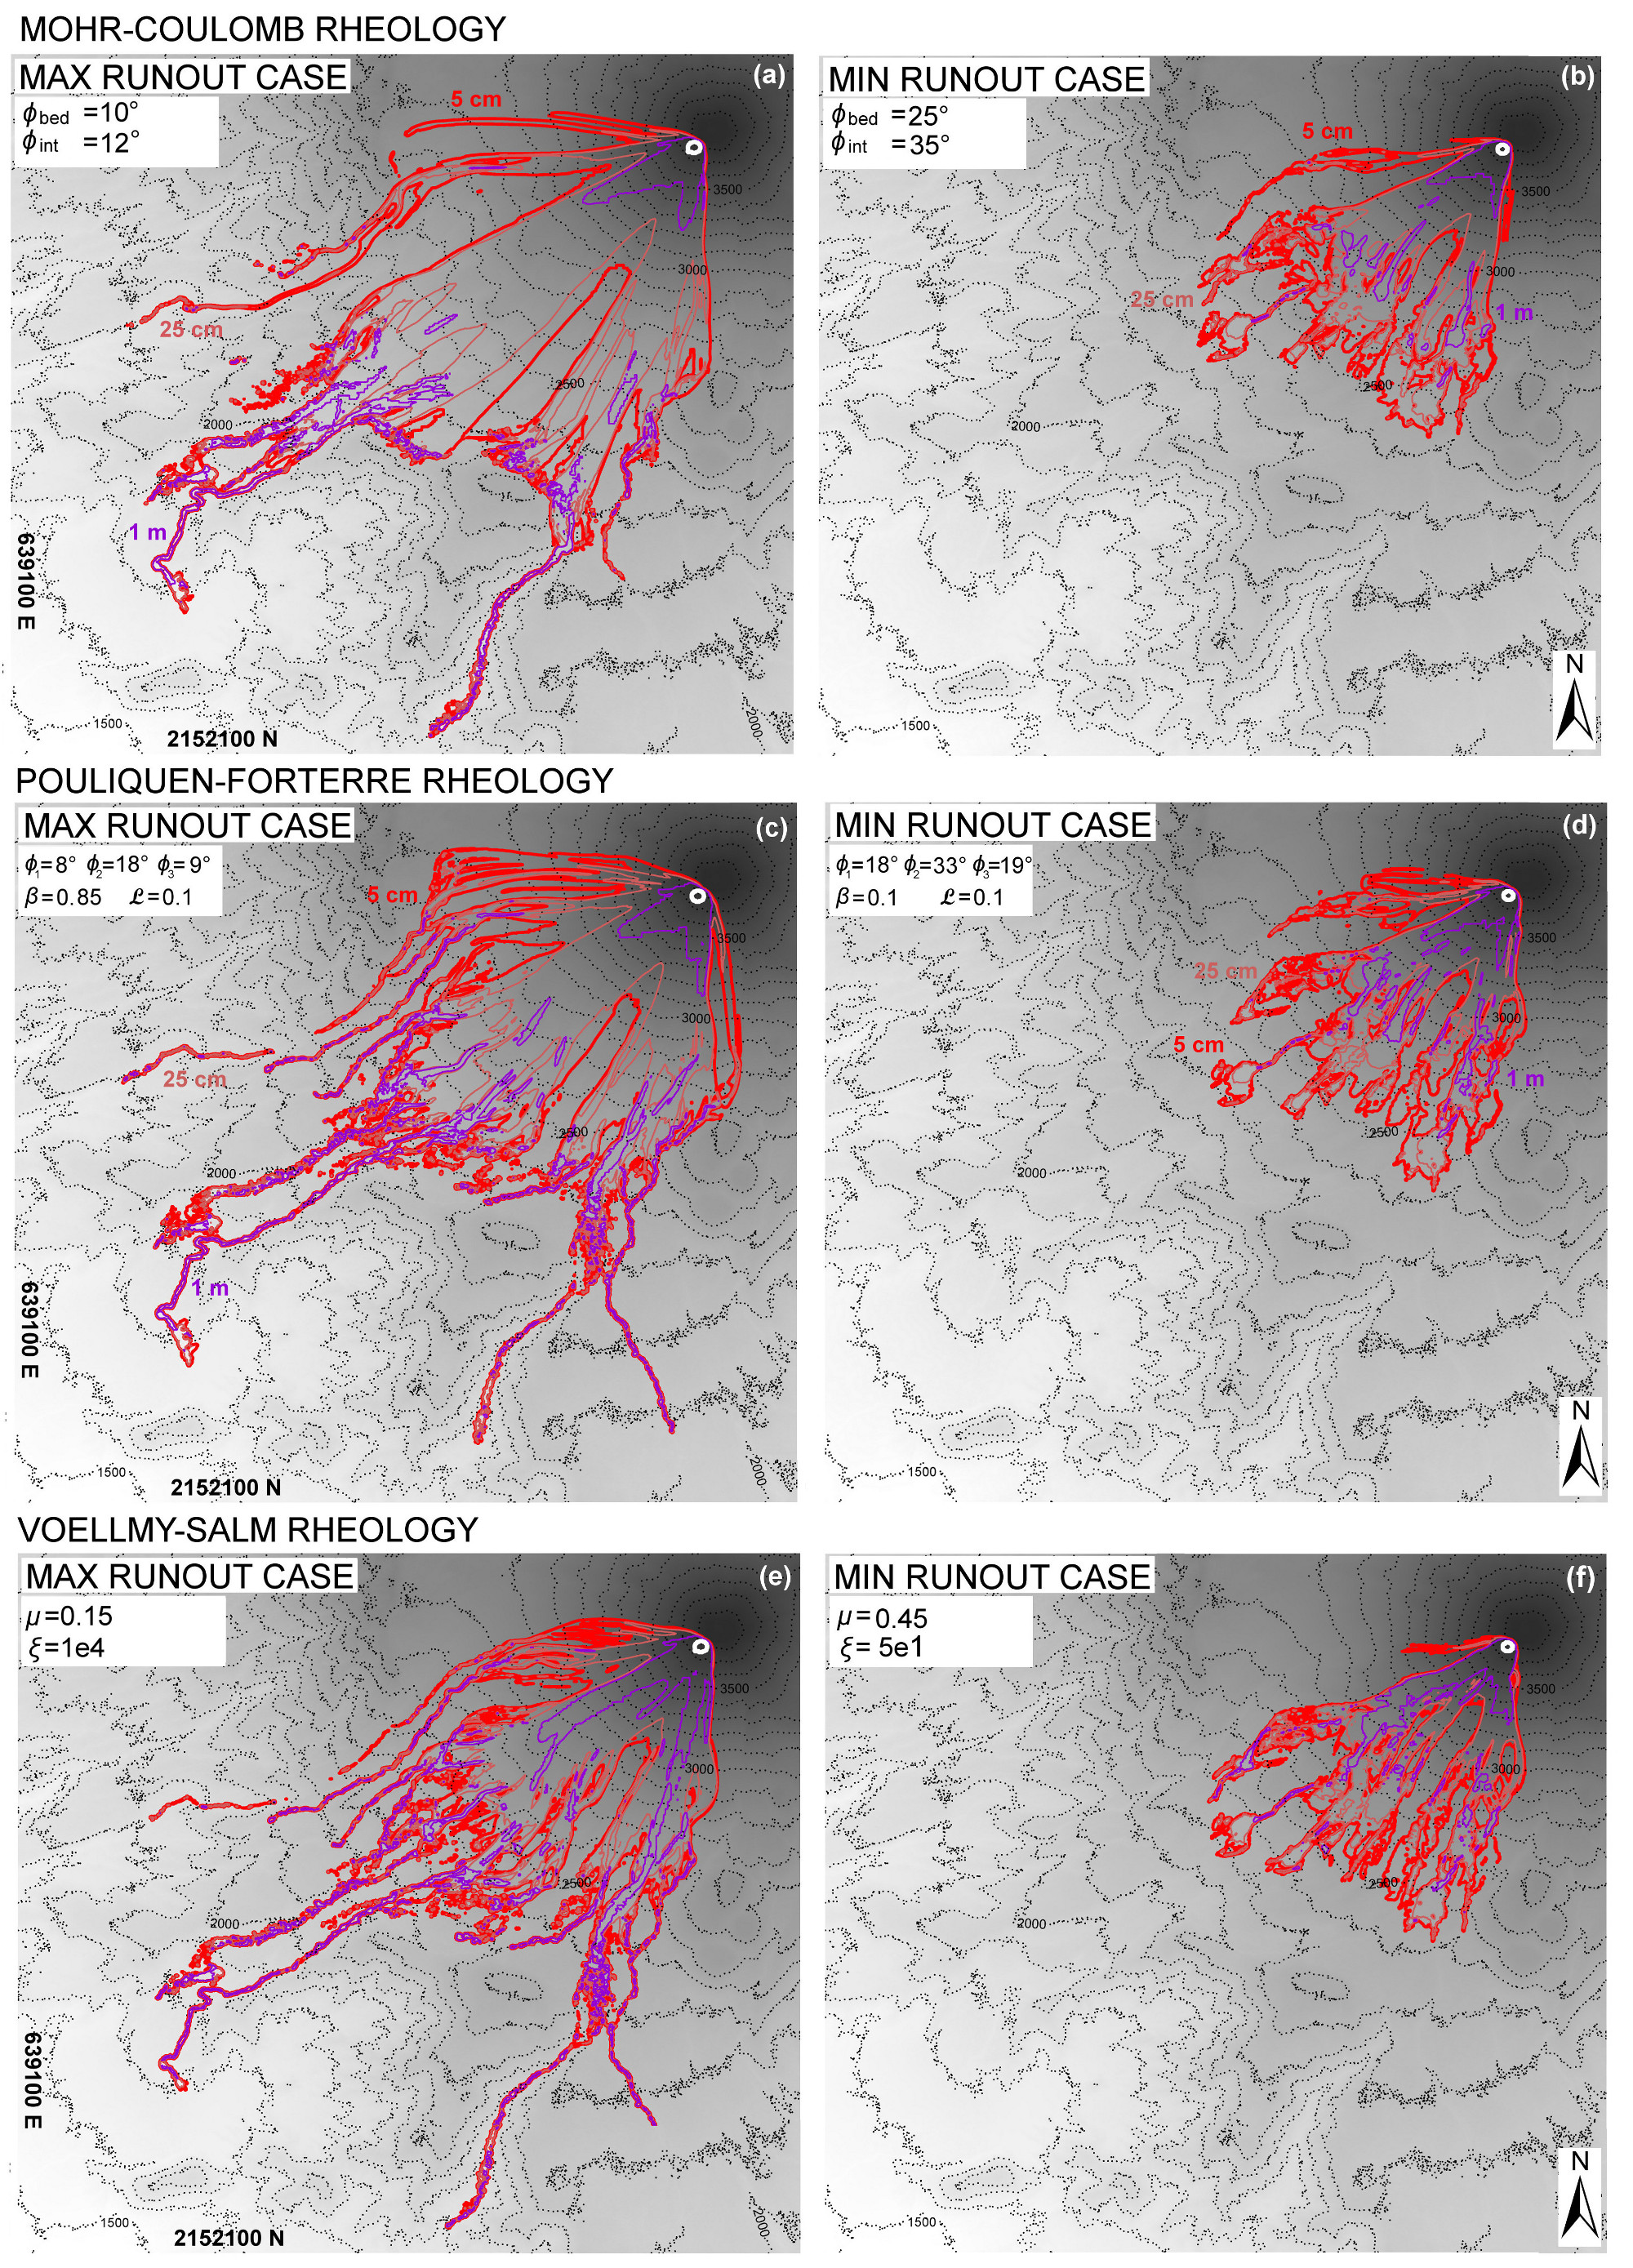 MOHR-COULOMB RHEOLOGY
MAX RUNOUT CASE
(a)
ϕbed =10°
ϕint =12°
5 cm
3500
3000
25 cm
2500
2000
1 m
639100 E
1500
2152100 N
2000
MIN RUNOUT CASE
(b)
ϕbed =25°
ϕint =35°
5 cm
3500
3000
25 cm
1 m
2500
2000
N
1500
POULIQUEN-FORTERRE RHEOLOGY
MAX RUNOUT CASE
(c)
ϕ1=8° ϕ2=18° ϕ3=9°
β=0.85 ℒ=0.1
5 cm
3500
3000
25 cm
2500
2000
1 m
639100 E
1500
2152100 N
2000
MIN RUNOUT CASE
(d)
ϕ1=18° ϕ2=33° ϕ3=19°
β=0.1 ℒ=0.1
3500
25 cm
3000
5 cm
1 m
2500
2000
N
1500
VOELLMY-SALM RHEOLOGY
MAX RUNOUT CASE
(e)
μ=0.15
ξ=1e4
3500
3000
2500
2000
639100 E
1500
2152100 N
2000
MIN RUNOUT CASE
(f)
μ=0.45
ξ= 5e1
3500
3000
2500
2000
N
1500